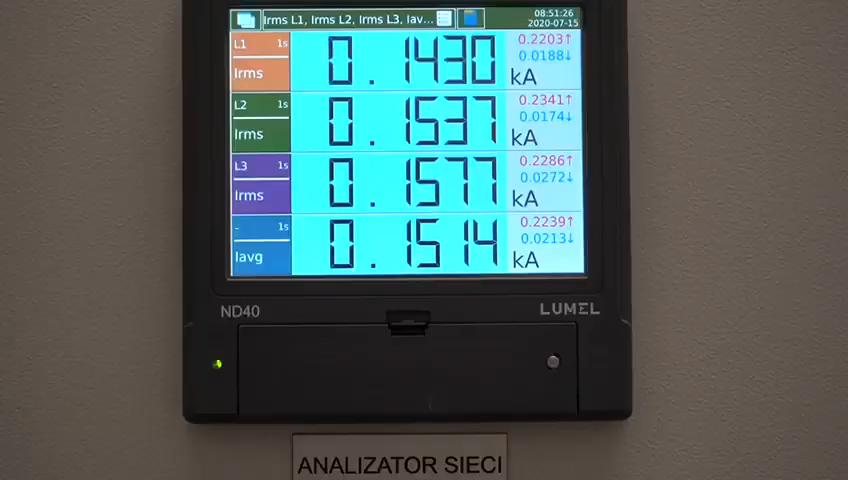 Irms L1, Irms L2, Irms L3, Iav...
08:51:26
2020-07-15
L1 1s
Irms
0.1430
kA
0.2203↑
0.0188↓
L2 1s
Irms
0.1537
kA
0.2341↑
0.0174↓
L3 1s
Irms
0.1577
kA
0.2286↑
0.0272↓
- 1s
Iavg
0.1514
kA
0.2239↑
0.0213↓
ND40
LUMEL
ANALIZATOR SIECI